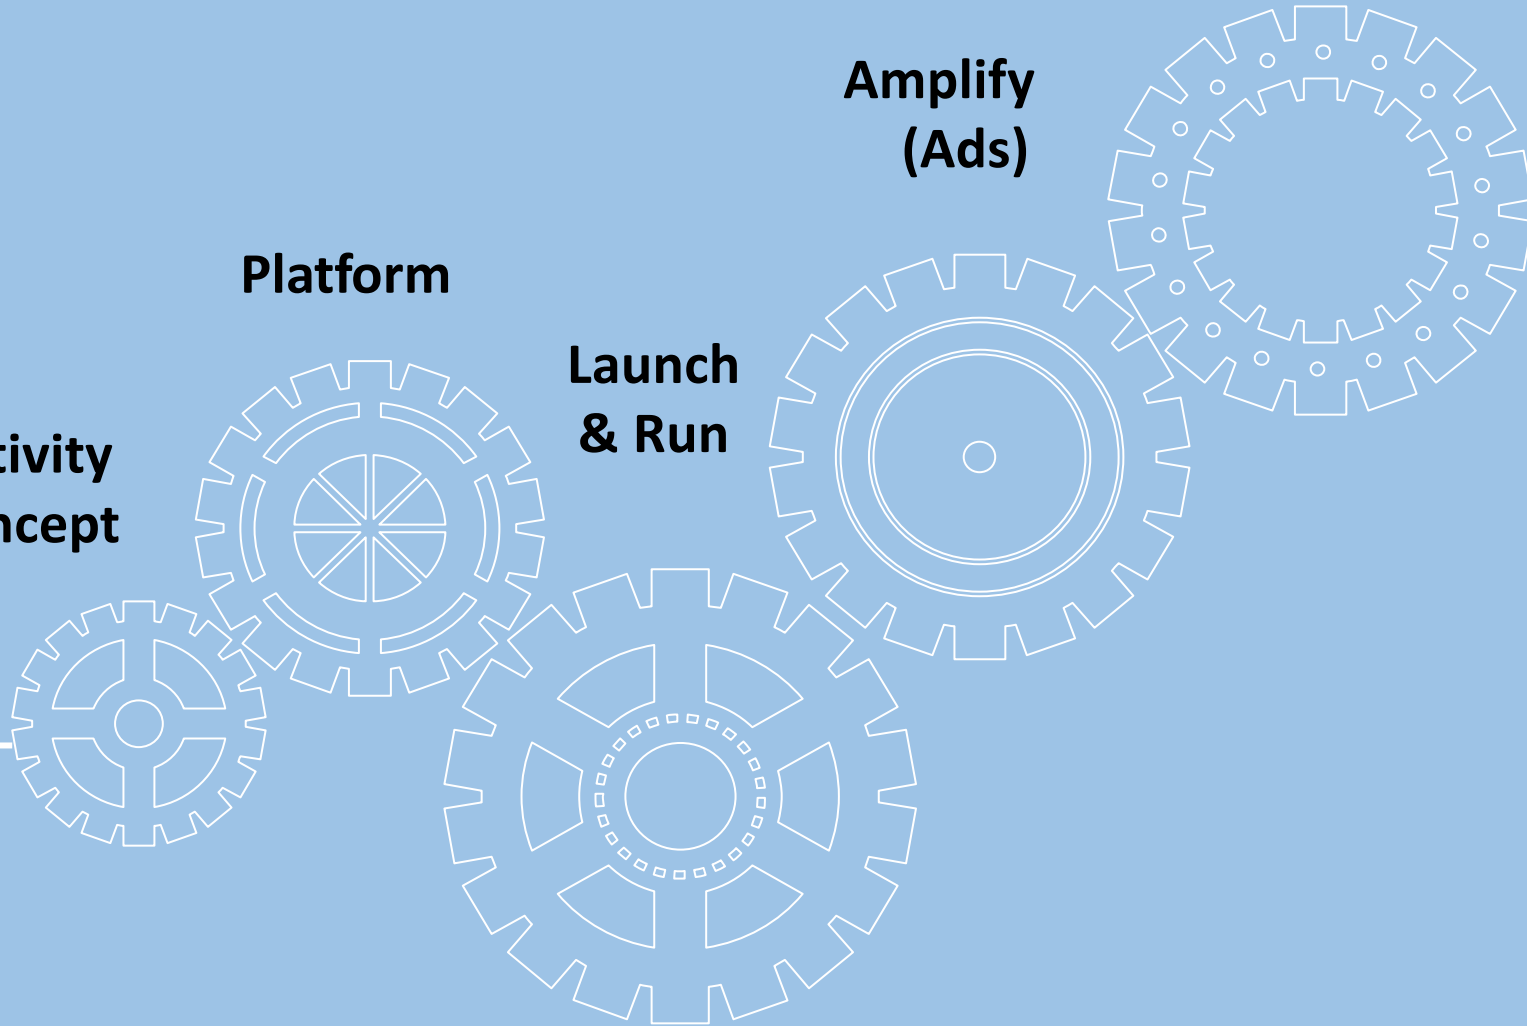 Amplify
(Ads)
Platform
Launch
& Run
tivity
ncept